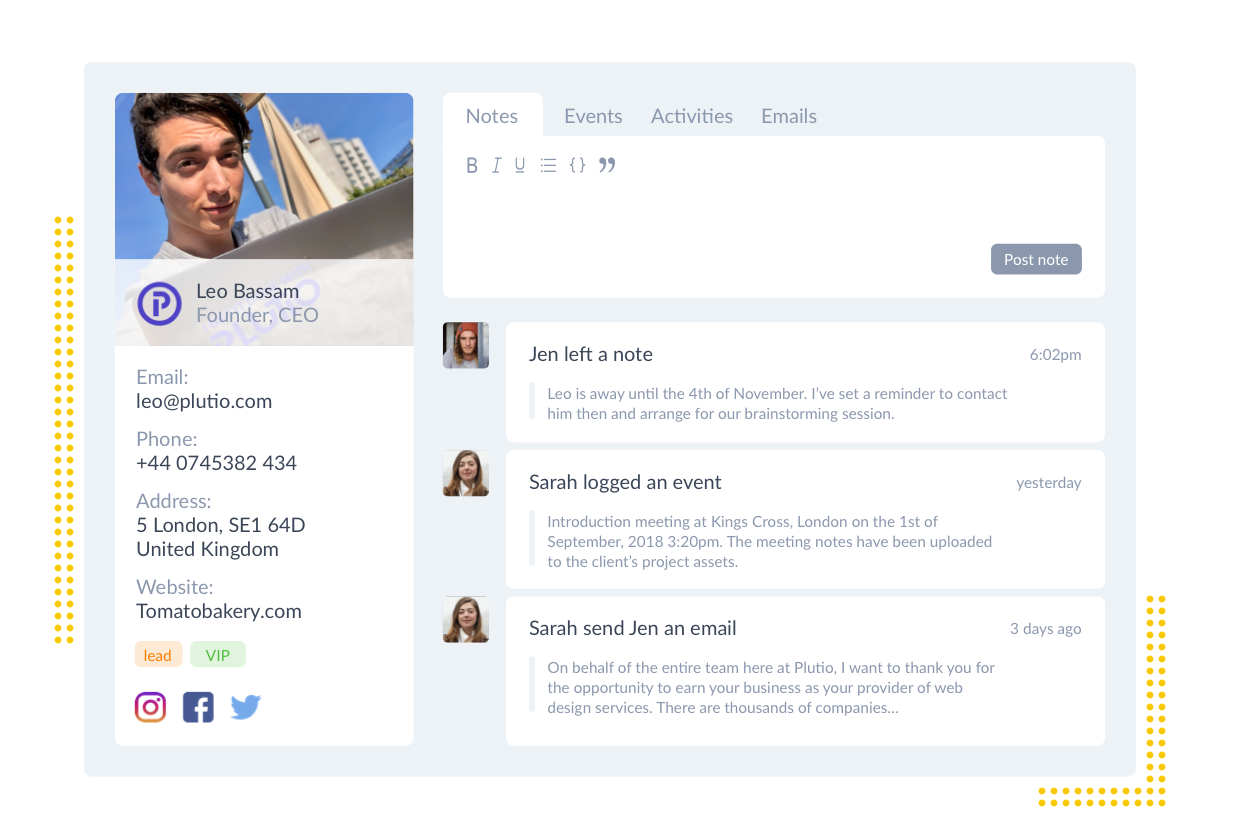 Leo Bassam
Founder, CEO
PLUTIO
Email:
leo@plutio.com
Phone:
+44 0745382 434
Address:
5 London, SE1 64D
United Kingdom
Website:
Tomatobakery.com
lead
VIP
Notes
Events
Activities
Emails
B I U {} ”
Post note
Jen left a note
6:02pm
Leo is away until the 4th of November. I’ve set a reminder to contact
him then and arrange for our brainstorming session.
Sarah logged an event
yesterday
Introduction meeting at Kings Cross, London on the 1st of
September, 2018 3:20pm. The meeting notes have been uploaded
to the client’s project assets.
Sarah send Jen an email
3 days ago
On behalf of the entire team here at Plutio, I want to thank you for
the opportunity to earn your business as your provider of web
design services. There are thousands of companies...